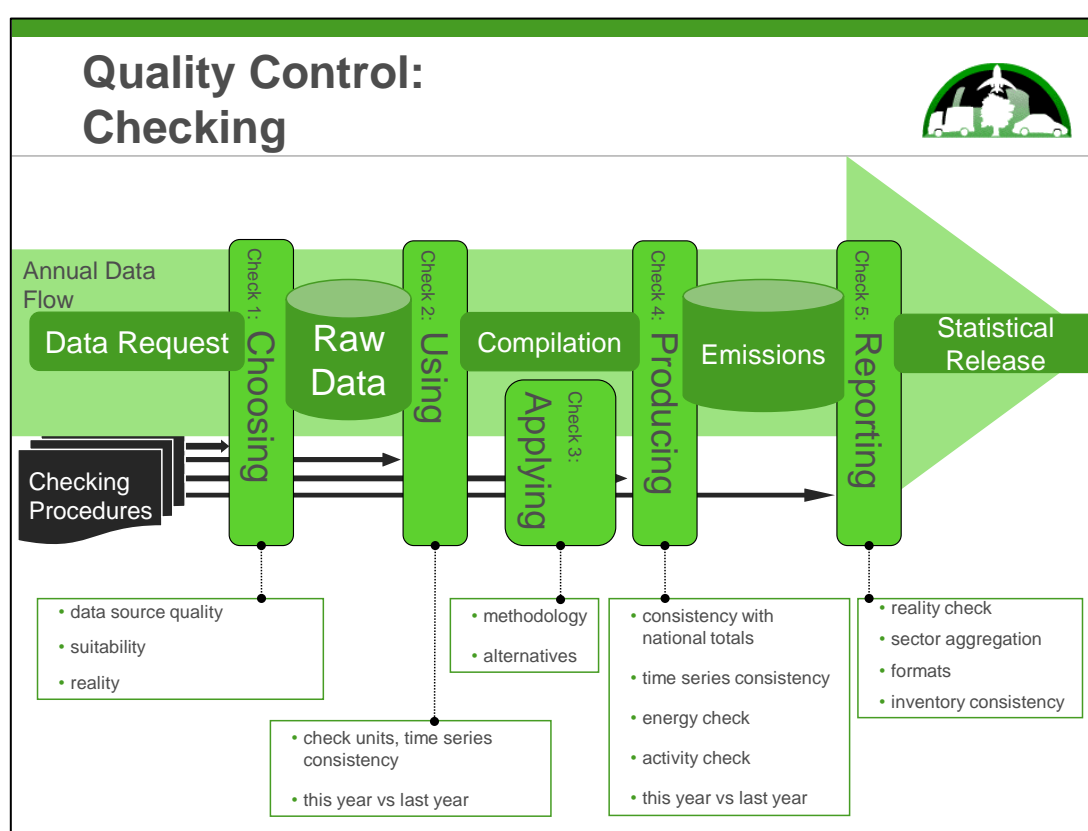 Quality Control:
Checking
Annual Data
Flow
Data Request
Check 1:
Choosing
Raw
Data
Check 2:
Using
Compilation
Check 3:
Applying
Check 4:
Producing
Emissions
Check 5:
Reporting
Statistical
Release
Checking
Procedures
• data source quality
• suitability
• reality
• check units, time series
consistency
• this year vs last year
• methodology
• alternatives
• consistency with
national totals
• time series consistency
• energy check
• activity check
• this year vs last year
• reality check
• sector aggregation
• formats
• inventory consistency